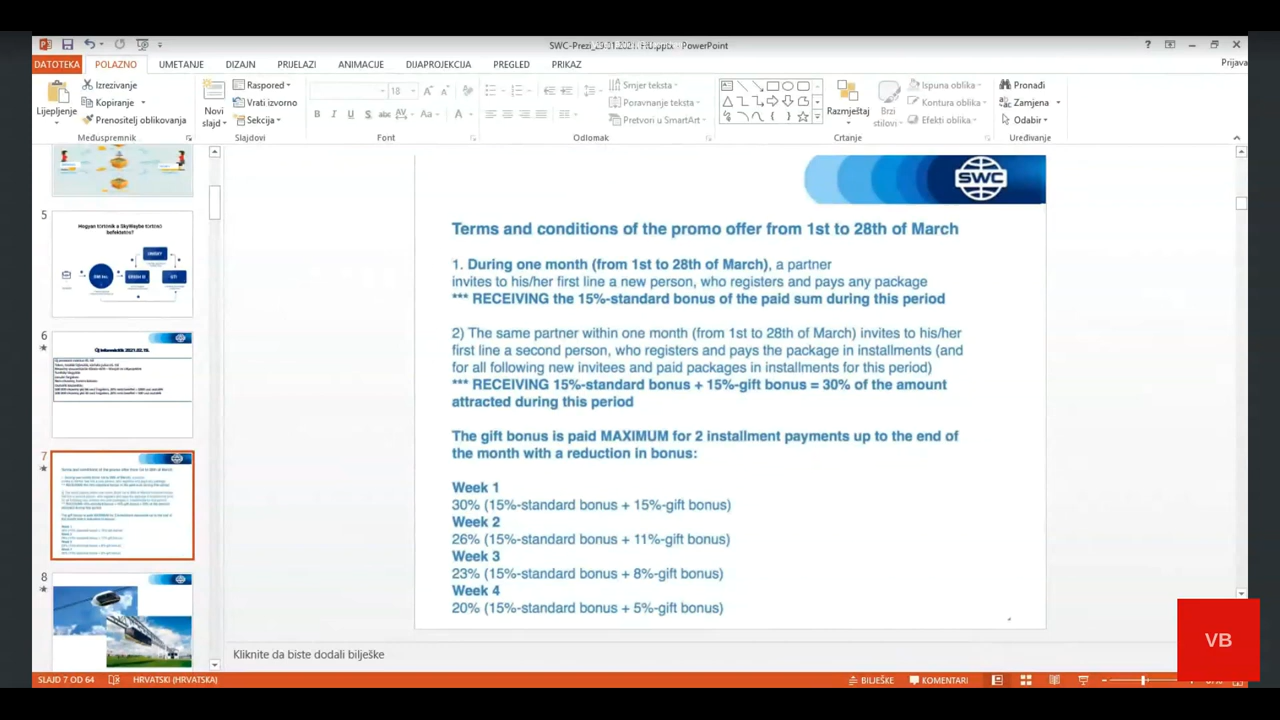 SWC-Prezi_29.01.2021. HU.pptx - PowerPoint
DATOTEKA POLAZNO UMETANJE DIZAJN PRIJELAZI ANIMACIJE DIJAPROJEKCIJA PREGLED PRIKAZ Prijava
Lijepljenje
Izrezivanje
Kopiranje
Prenositelj oblikovanja
Međuspremnik
Novi slajd
Raspored
Vrati izvorno
Sekcija
Slajdovi
18
Font
Smjer teksta
Poravnanje teksta
Pretvori u SmartArt
Odlomak
Razmještaj
Brzi stilovi
Ispuna oblika
Kontura oblika
Efekti oblika
Crtanje
Pronađi
Zamjena
Odabir
Uređivanje
5
Hogyan történik a SkyWaybe történő
befektetés?
6
7
8
SWC
Terms and conditions of the promo offer from 1st to 28th of March
1. During one month (from 1st to 28th of March), a partner
invites to his/her first line a new person, who registers and pays any package
*** RECEIVING the 15%-standard bonus of the paid sum during this period
2) The same partner within one month (from 1st to 28th of March) invites to his/her
first line a second person, who registers and pays the package in installments (and
for all following new invitees and paid packages in installments for this period)
*** RECEIVING 15%-standard bonus + 15%-gift bonus = 30% of the amount
attracted during this period
The gift bonus is paid MAXIMUM for 2 installment payments up to the end of
the month with a reduction in bonus:
Week 1
30% (15%-standard bonus + 15%-gift bonus)
Week 2
26% (15%-standard bonus + 11%-gift bonus)
Week 3
23% (15%-standard bonus + 8%-gift bonus)
Week 4
20% (15%-standard bonus + 5%-gift bonus)
Kliknite da biste dodali bilješke
VB
SLAJD 7 OD 64 HRVATSKI (HRVATSKA) BILJEŠKE KOMENTARI